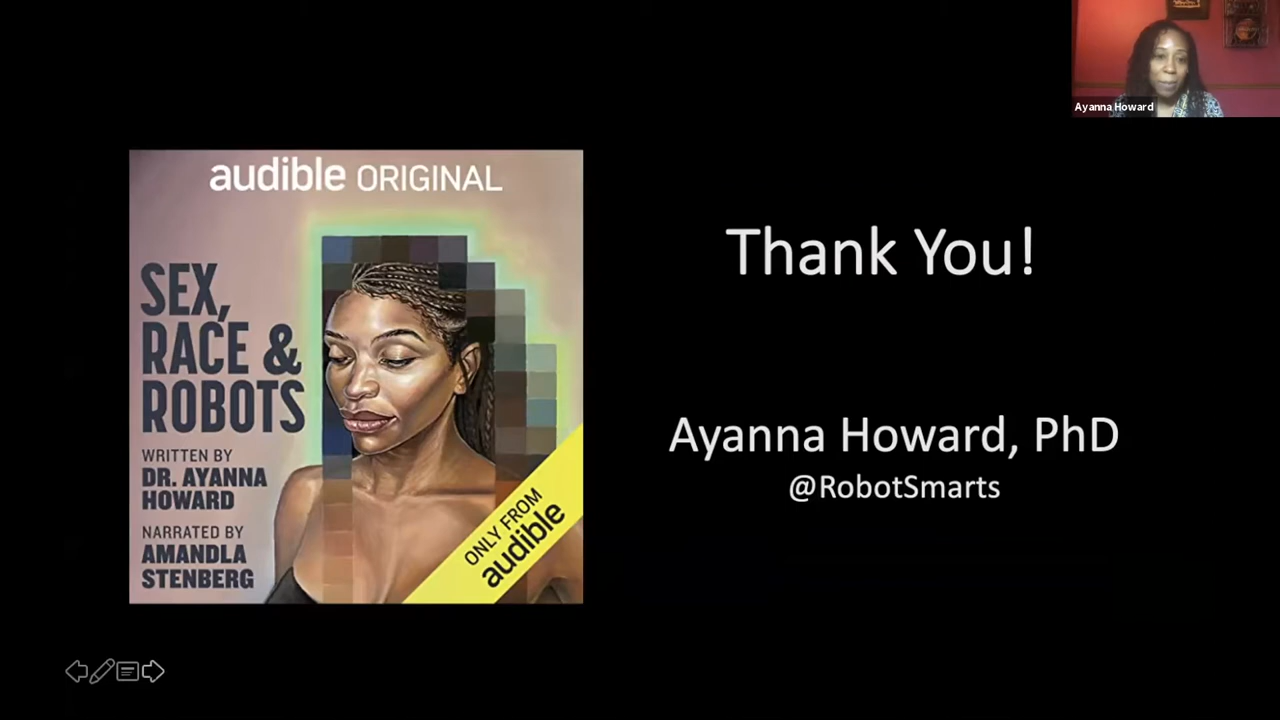 Ayanna Howard
audible ORIGINAL
SEX,
RACE &
ROBOTS
WRITTEN BY
DR. AYANNA
HOWARD
NARRATED BY
AMANDLA
STENBERG
ONLY FROM
audible
Thank You!
Ayanna Howard, PhD
@RobotSmarts